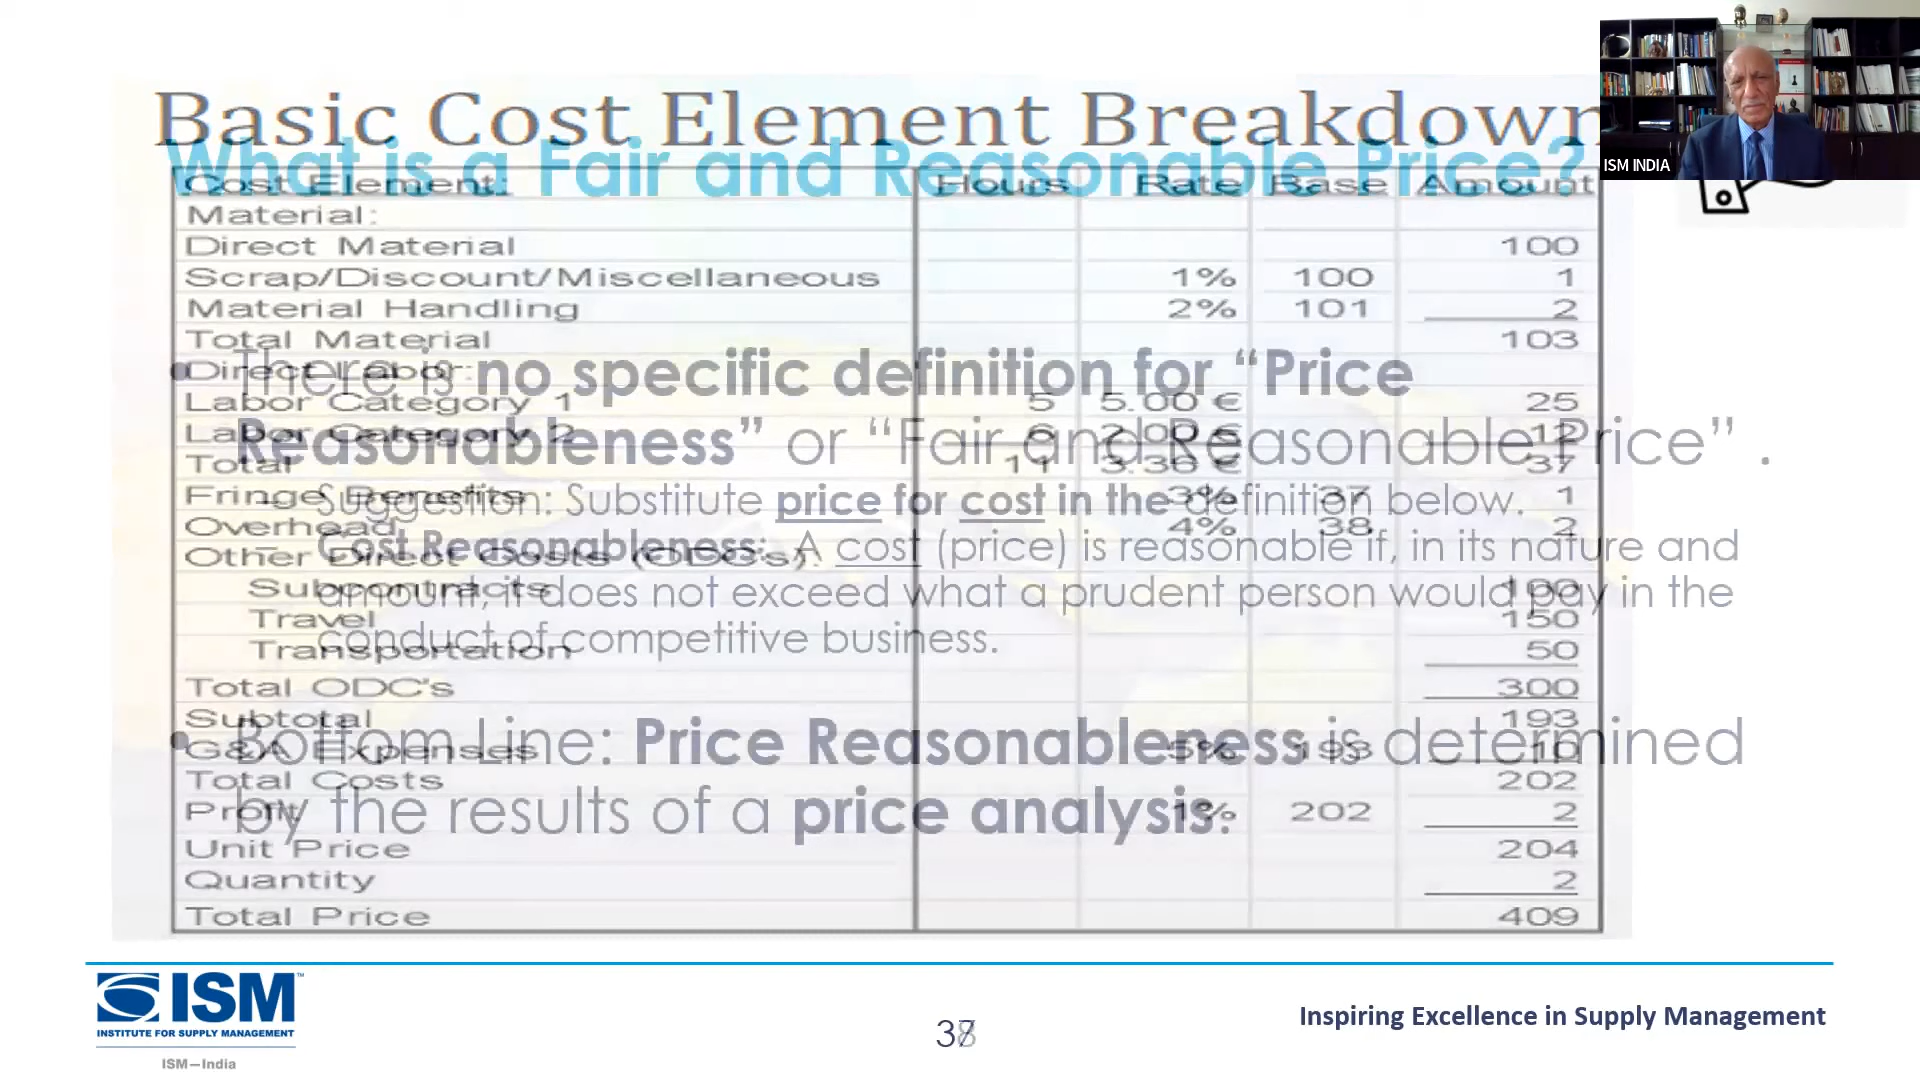 Basic Cost Element Breakdown
What is a Fair and Reasonable Price?
ISM INDIA
Cost Element: Hours Rate Base Amount
Material:
Direct Material 100
Scrap/Discount/Miscellaneous 1% 100 1
Material Handling 2% 101 2
Total Material 103
Direct Labor:
Labor Category 1 5 5.00 € 25
Labor Category 2 6 2.00 € 12
Total 11 3.36 € 37
Fringe Benefits 3% 37 1
Overhead 4% 38 2
Other Direct Costs (ODC's):
Subcontracts 100
Travel 150
Transportation 50
Total ODC's 300
Subtotal 193
G&A Expenses 5% 193 10
Total Costs 202
Profit 1% 202 2
Unit Price 204
Quantity 2
Total Price 409
• There is no specific definition for “Price
Reasonableness” or “Fair and Reasonable Price” .
– Suggestion: Substitute price for cost in the definition below.
– Cost Reasonableness: A cost (price) is reasonable if, in its nature and
amount, it does not exceed what a prudent person would pay in the
conduct of competitive business.
• Bottom Line: Price Reasonableness is determined
by the results of a price analysis.
ISM™
INSTITUTE FOR SUPPLY MANAGEMENT
ISM—India
37
38
Inspiring Excellence in Supply Management